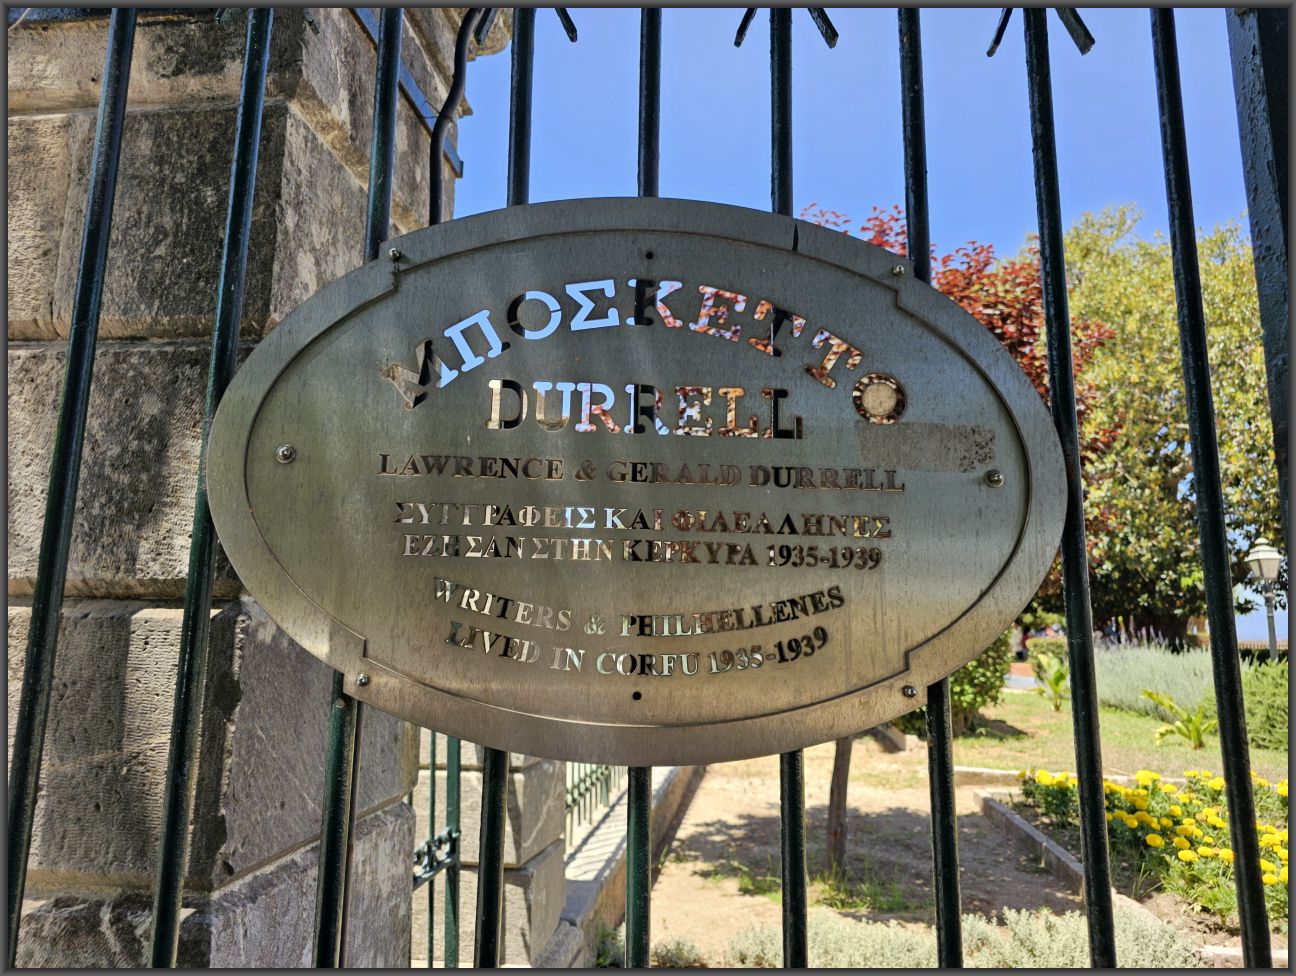 ΜΠΟΣΚΕΤΤΟ
DURRELL
LAWRENCE & GERALD DURRELL
ΣΥΓΓΡΑΦΕΙΣ ΚΑΙ ΦΙΛΕΛΛΗΝΕΣ
ΕΖΗΣΑΝ ΣΤΗΝ ΚΕΡΚΥΡΑ 1935-1939
WRITERS & PHILHELLENES
LIVED IN CORFU 1935-1939